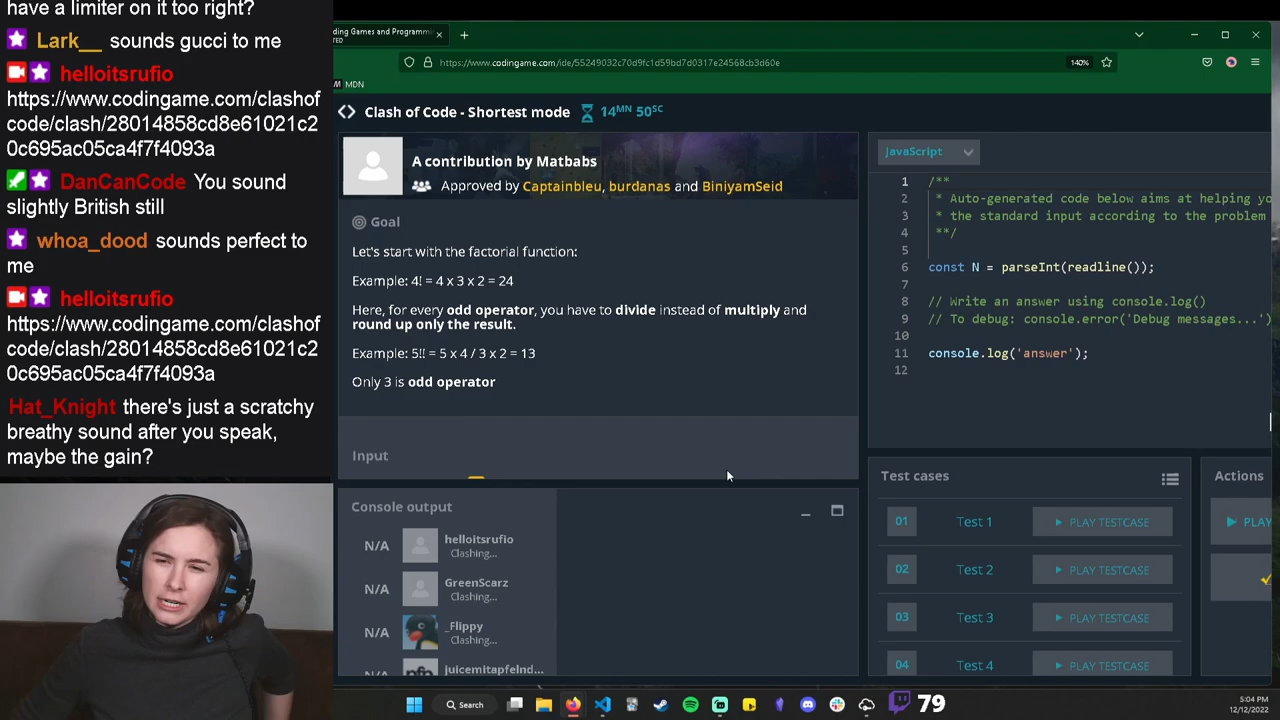 have a limiter on it too right?
Lark__ sounds gucci to me
helloitsrufio
https://www.codingame.com/clashof
code/clash/28014858cd8e61021c2
0c695ac05ca4f7f4093a
DanCanCode You sound
slightly British still
whoa_dood sounds perfect to
me
helloitsrufio
https://www.codingame.com/clashof
code/clash/28014858cd8e61021c2
0c695ac05ca4f7f4093a
Hat_Knight there's just a scratchy
breathy sound after you speak,
maybe the gain?
ding Games and Programmi
https://www.codingame.com/ide/55249032c70d9fc1d59bd7d0317e24568cb3d60e
140%
MDN
Clash of Code - Shortest mode 14MN 50SC
A contribution by Matbabs
Approved by Captainbleu, burdanas and BiniyamSeid
Goal
Let's start with the factorial function:
Example: 4! = 4 x 3 x 2 = 24
Here, for every odd operator, you have to divide instead of multiply and
round up only the result.
Example: 5!! = 5 x 4 / 3 x 2 = 13
Only 3 is odd operator
Input
Console output
N/A helloitsrufio
Clashing...
N/A GreenScarz
Clashing...
N/A _Flippy
Clashing...
juicemitapfelnd...
JavaScript
1 /**
2 * Auto-generated code below aims at helping yo
3 * the standard input according to the problem
4 **/
5
6 const N = parseInt(readline());
7
8 // Write an answer using console.log()
9 // To debug: console.error('Debug messages...')
10
11 console.log('answer');
12
Test cases
01 Test 1 PLAY TESTCASE
02 Test 2 PLAY TESTCASE
03 Test 3 PLAY TESTCASE
04 Test 4 PLAY TESTCASE
Actions
PLAY
Search
79
5:04 PM
12/12/2022